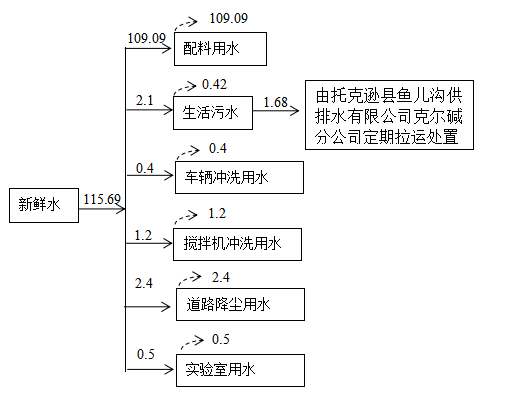 109.09
109.09
配料用水
0.42
2.1
生活污水
1.68
由托克逊县鱼儿沟供
排水有限公司克尔碱
分公司定期拉运处置
0.4
0.4
车辆冲洗用水
新鲜水
115.69
1.2
1.2
搅拌机冲洗用水
2.4
2.4
道路降尘用水
0.5
0.5
实验室用水